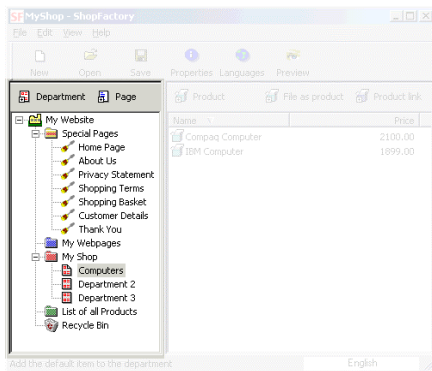 SF MyShop - ShopFactory
File Edit View Help
New Open Save Properties Languages Preview
Department Page Product File as product Product link
Name Price
Compaq Computer 2100.00
IBM Computer 1899.00
My Website
Special Pages
Home Page
About Us
Privacy Statement
Shopping Terms
Shopping Basket
Customer Details
Thank You
My Webpages
My Shop
Computers
Department 2
Department 3
List of all Products
Recycle Bin
Add the default item to the department English